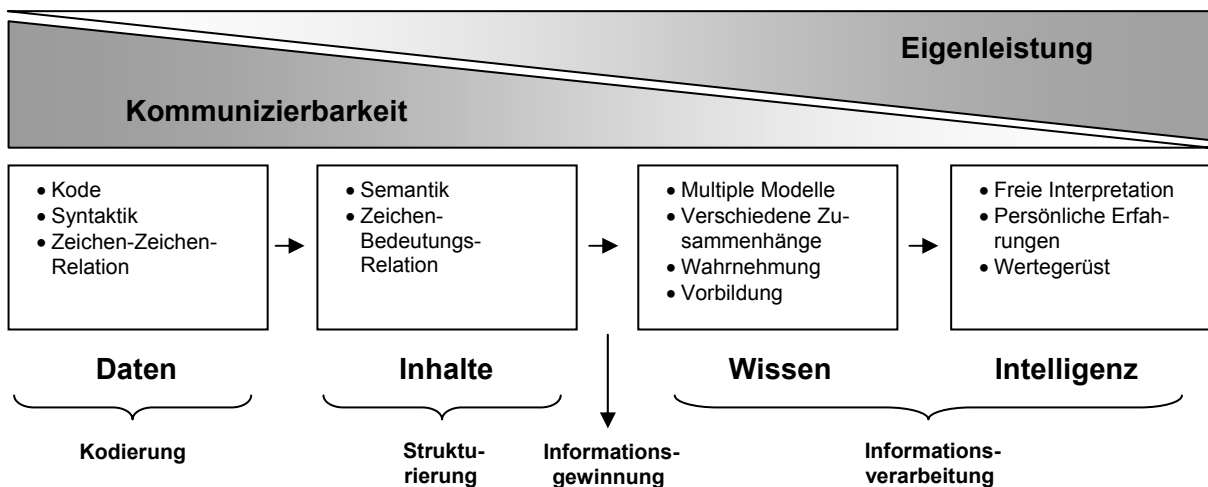 Eigenleistung
Kommunizierbarkeit
• Kode
• Syntaktik
• Zeichen-Zeichen-
Relation
• Semantik
• Zeichen-
Bedeutungs-
Relation
• Multiple Modelle
• Verschiedene Zu-
sammenhänge
• Wahrnehmung
• Vorbildung
• Freie Interpretation
• Persönliche Erfah-
rungen
• Wertegerüst
Daten
Inhalte
Wissen
Intelligenz
Kodierung
Struktu-
rierung
Informations-
gewinnung
Informations-
verarbeitung